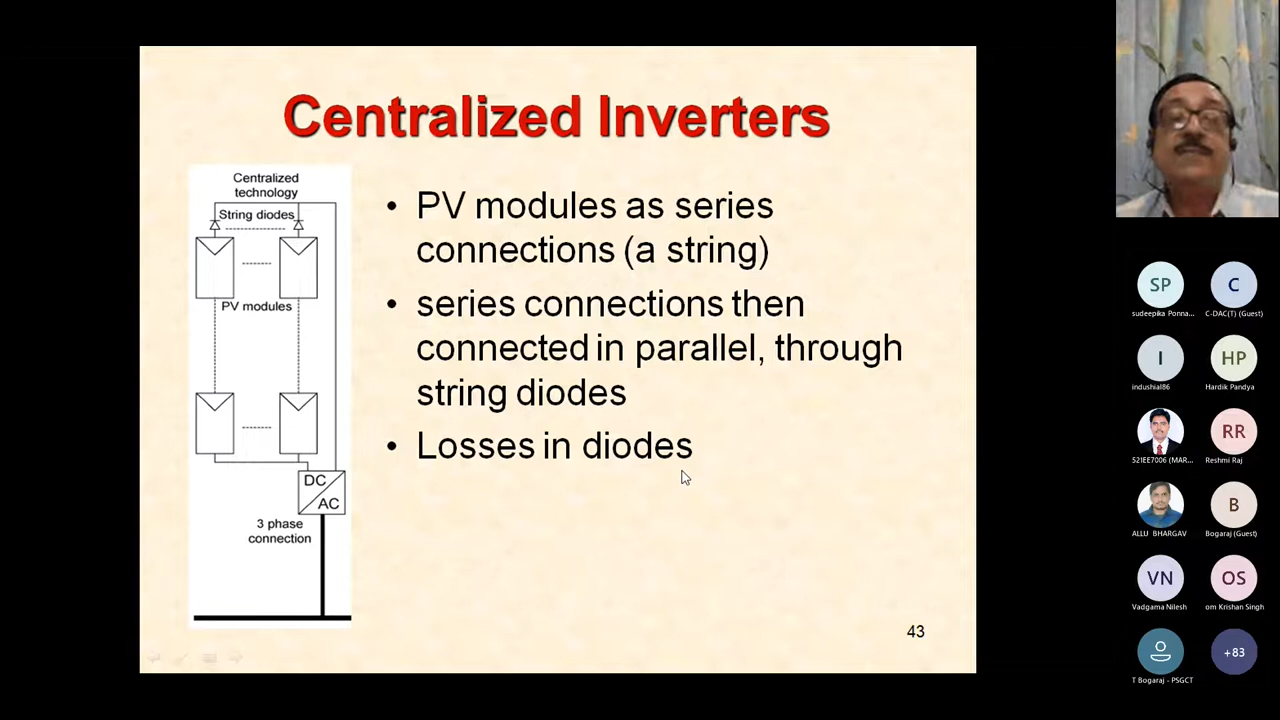 Centralized Inverters
Centralized
technology
String diodes
PV modules
DC
AC
3 phase
connection
• PV modules as series
connections (a string)
• series connections then
connected in parallel, through
string diodes
• Losses in diodes
43
SP
sudeepika Ponna...
C
C-DAC(T) (Guest)
I
indushial86
HP
Hardik Pandya
521EE7006 (MAR...
RR
Reshmi Raj
ALLU BHARGAV
B
Bogaraj (Guest)
VN
Vadgama Nilesh
OS
om Krishan Singh
T Bogaraj - PSGCT
+83